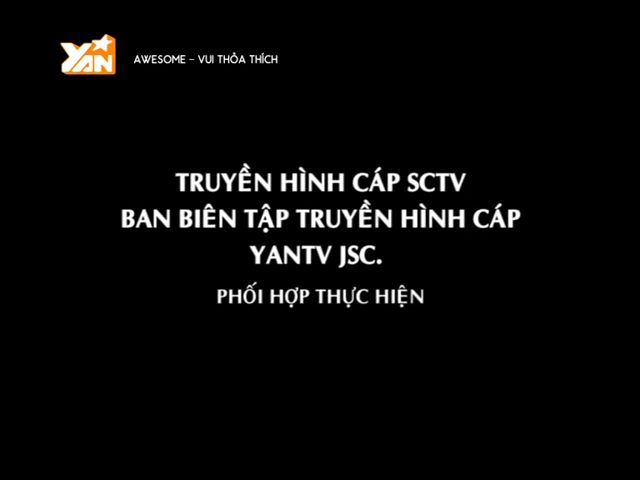 YAN
AWESOME – VUI THỎA THÍCH
TRUYỀN HÌNH CÁP SCTV
BAN BIÊN TẬP TRUYỀN HÌNH CÁP
YANTV JSC.
PHỐI HỢP THỰC HIỆN